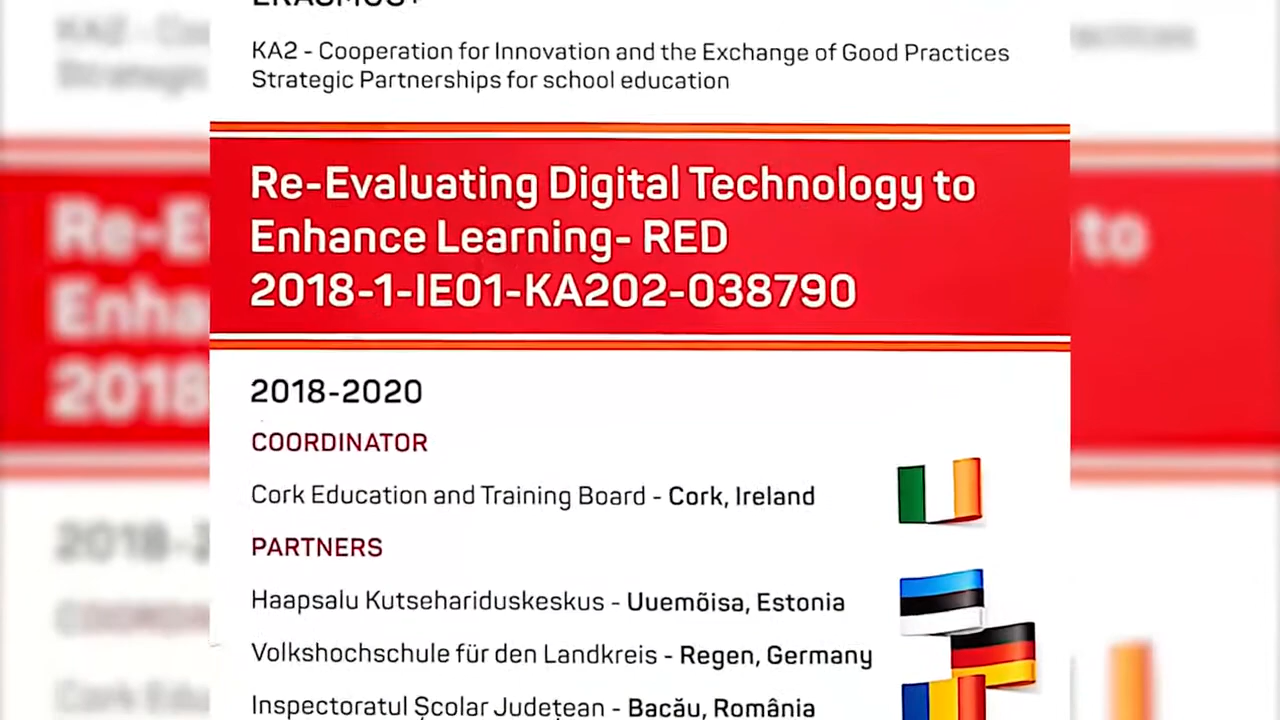 ERASMUS+
KA2 - Cooperation for Innovation and the Exchange of Good Practices
Strategic Partnerships for school education
Re-Evaluating Digital Technology to
Enhance Learning- RED
2018-1-IE01-KA202-038790
2018-2020
COORDINATOR
Cork Education and Training Board - Cork, Ireland
PARTNERS
Haapsalu Kutsehariduskeskus - Uuemõisa, Estonia
Volkshochschule für den Landkreis - Regen, Germany
Inspectoratul Școlar Județean - Bacău, România